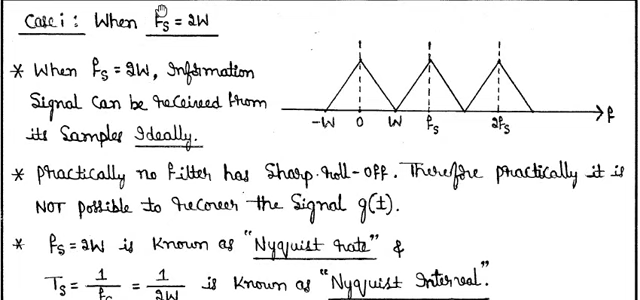 Case i: When fs = 2W
* When fs = 2W, Information
Signal can be received from
its Samples Ideally.
-W 0 W fs 2fs f
* Practically no filter has Sharp roll-off. Therefore practically it is
NOT possible to recover the Signal g(t).
* fs = 2W is known as "Nyquist rate" &
Ts = 1/fs = 1/2W is known as "Nyquist Interval".